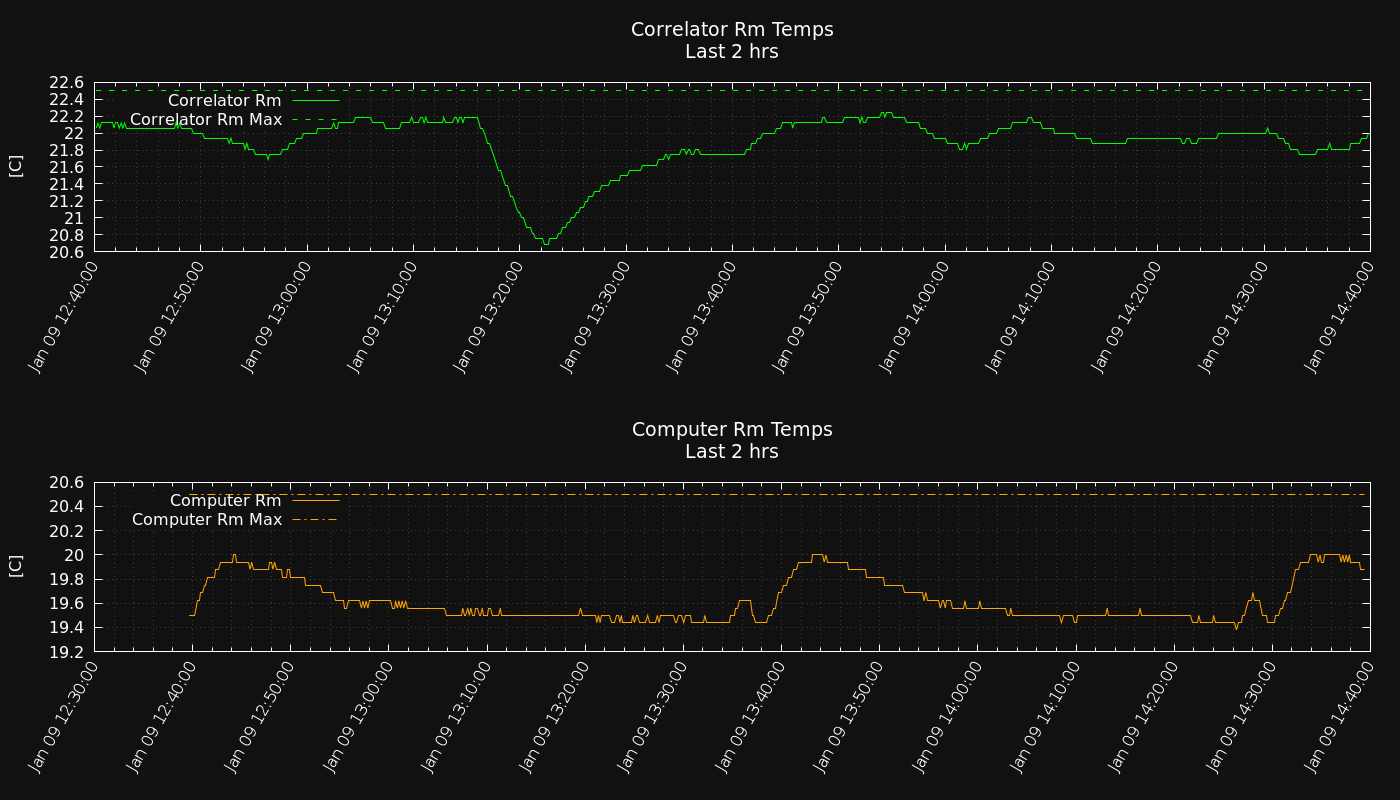 Correlator Rm Temps
Last 2 hrs
22.6
22.4
22.2
22
21.8
21.6
21.4
21.2
21
20.8
20.6
[C]
Correlator Rm
Correlator Rm Max
Jan 09 12:40:00
Jan 09 12:50:00
Jan 09 13:00:00
Jan 09 13:10:00
Jan 09 13:20:00
Jan 09 13:30:00
Jan 09 13:40:00
Jan 09 13:50:00
Jan 09 14:00:00
Jan 09 14:10:00
Jan 09 14:20:00
Jan 09 14:30:00
Jan 09 14:40:00
Computer Rm Temps
Last 2 hrs
20.6
20.4
20.2
20
19.8
19.6
19.4
19.2
[C]
Computer Rm
Computer Rm Max
Jan 09 12:30:00
Jan 09 12:40:00
Jan 09 12:50:00
Jan 09 13:00:00
Jan 09 13:10:00
Jan 09 13:20:00
Jan 09 13:30:00
Jan 09 13:40:00
Jan 09 13:50:00
Jan 09 14:00:00
Jan 09 14:10:00
Jan 09 14:20:00
Jan 09 14:30:00
Jan 09 14:40:00